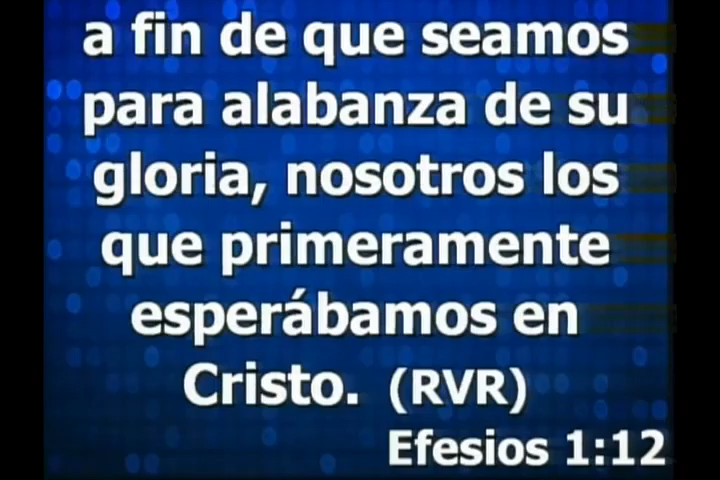 a fin de que seamos
para alabanza de su
gloria, nosotros los
que primeramente
esperábamos en
Cristo. (RVR)
Efesios 1:12